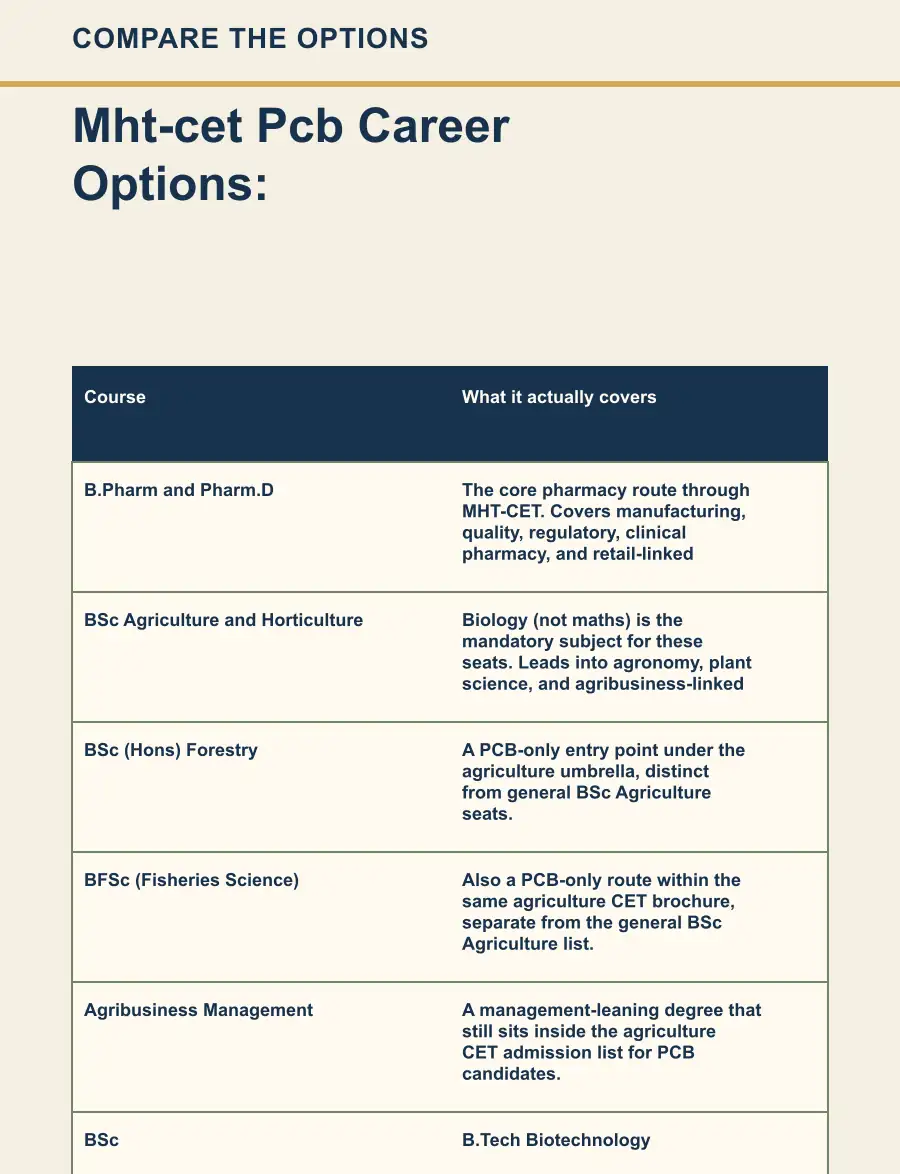 COMPARE THE OPTIONS
Mht-cet Pcb Career
Options:
Course
What it actually covers
B.Pharm and Pharm.D
The core pharmacy route through
MHT-CET. Covers manufacturing,
quality, regulatory, clinical
pharmacy, and retail-linked
BSc Agriculture and Horticulture
Biology (not maths) is the
mandatory subject for these
seats. Leads into agronomy, plant
science, and agribusiness-linked
BSc (Hons) Forestry
A PCB-only entry point under the
agriculture umbrella, distinct
from general BSc Agriculture
seats.
BFSc (Fisheries Science)
Also a PCB-only route within the
same agriculture CET brochure,
separate from the general BSc
Agriculture list.
Agribusiness Management
A management-leaning degree that
still sits inside the agriculture
CET admission list for PCB
candidates.
BSc
B.Tech Biotechnology